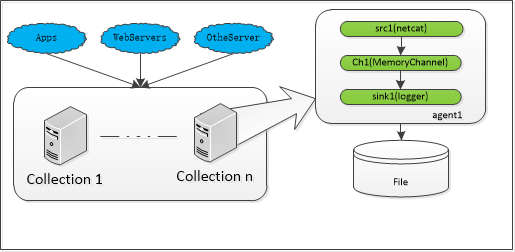 Apps
WebServers
OtheServer
src1(netcat)
Ch1(MemoryChannel)
sink1(logger)
agent1
Collection 1
Collection n
File